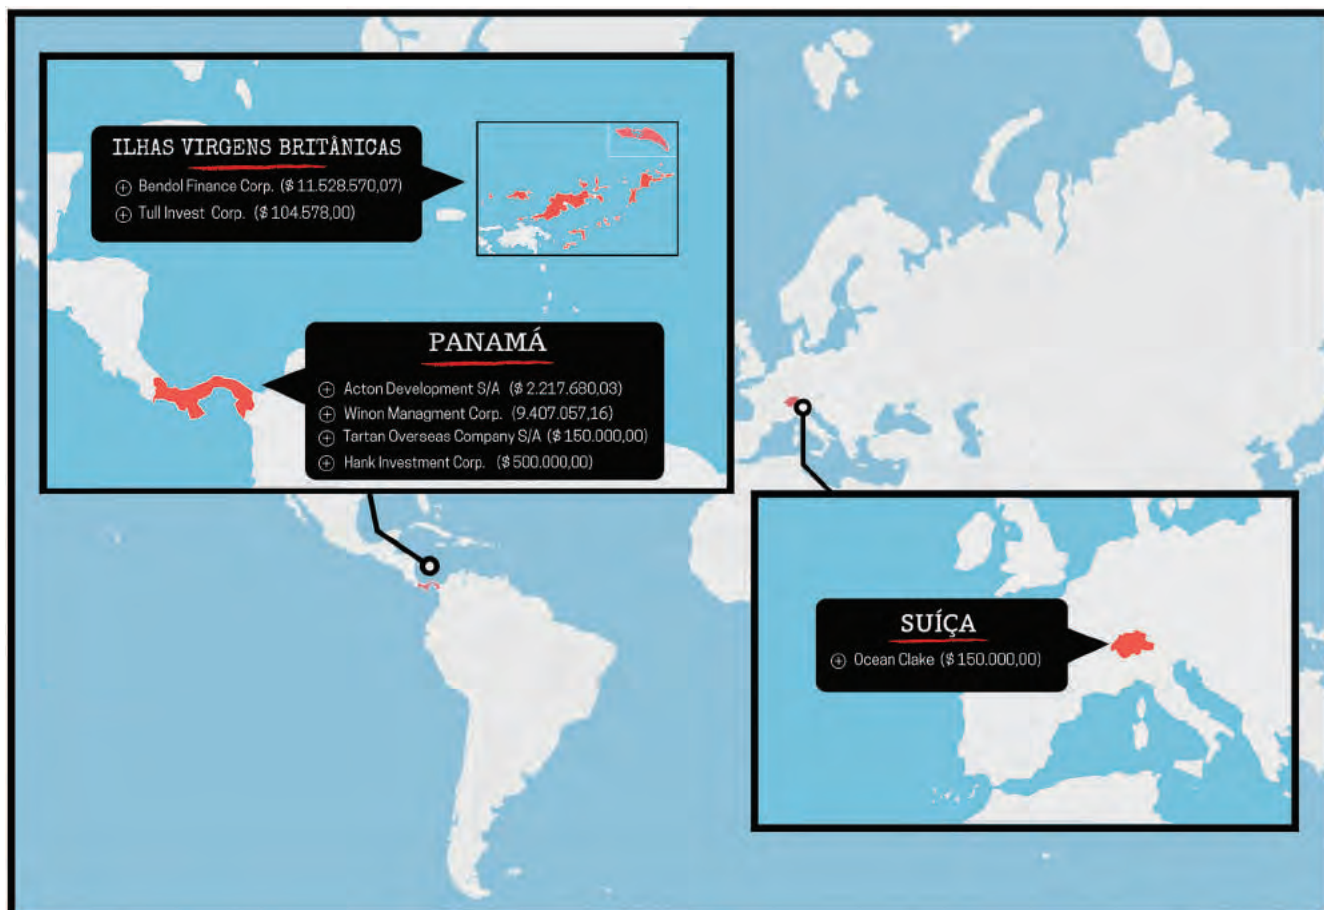 ILHAS VIRGENS BRITÂNICAS
Bendol Finance Corp. ($ 11.528.570,07)
Tull Invest Corp. ($ 104.578,00)
PANAMÁ
Acton Development S/A ($ 2.217.680,03)
Winon Managment Corp. (9.407.057,16)
Tartan Overseas Company S/A ($ 150.000,00)
Hank Investment Corp. ($ 500.000,00)
SUÍÇA
Ocean Clake ($ 150.000,00)